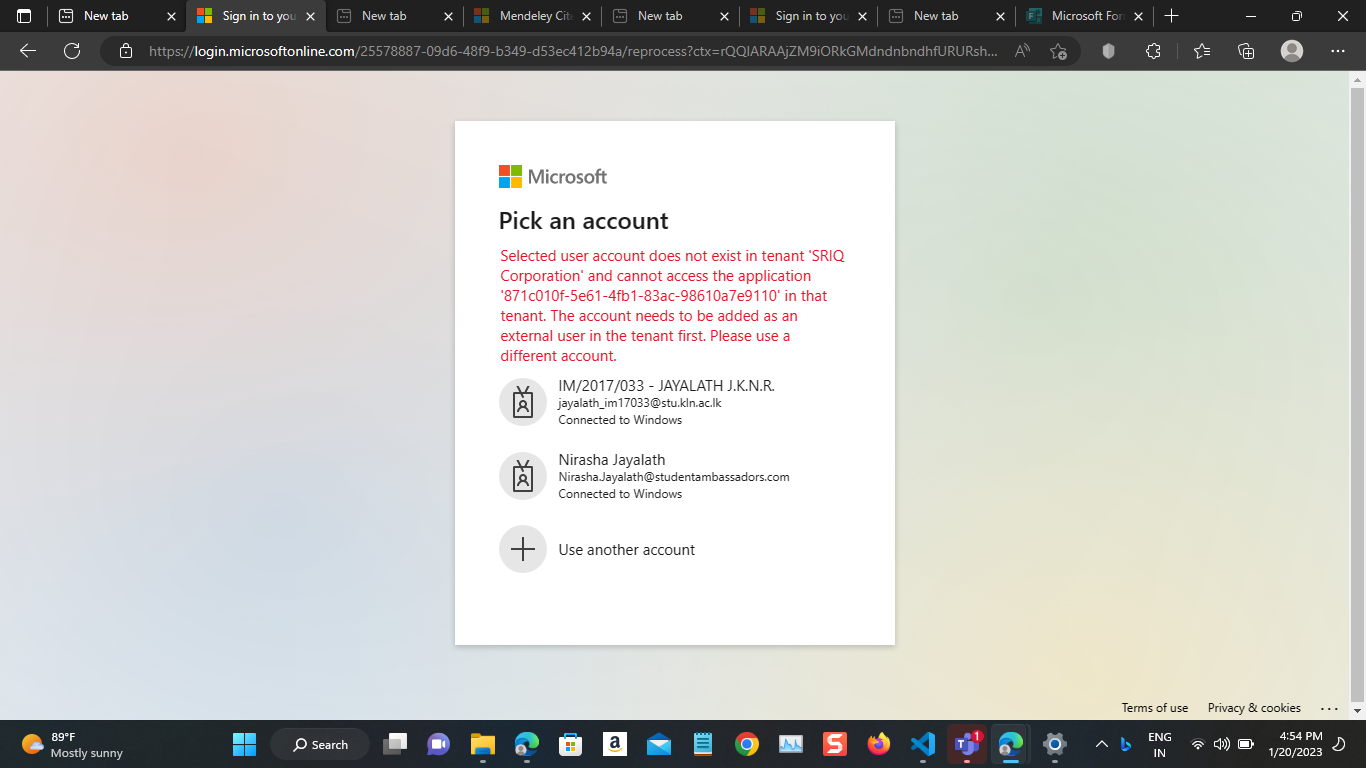 New tab
Sign in to you
New tab
Mendeley Cit
New tab
Sign in to you
New tab
Microsoft For
https://login.microsoftonline.com/25578887-09d6-48f9-b349-d53ec412b94a/reprocess?ctx=rQQIARAAjZM9iORkGMdndnbndhfURURsh...
Microsoft
Pick an account
Selected user account does not exist in tenant 'SRIQ
Corporation' and cannot access the application
'871c010f-5e61-4fb1-83ac-98610a7e9110' in that
tenant. The account needs to be added as an
external user in the tenant first. Please use a
different account.
IM/2017/033 - JAYALATH J.K.N.R.
jayalath_im17033@stu.kln.ac.lk
Connected to Windows
Nirasha Jayalath
Nirasha.Jayalath@studentambassadors.com
Connected to Windows
Use another account
Terms of use Privacy & cookies ...
89°F
Mostly sunny
Search
1
ENG
IN
4:54 PM
1/20/2023